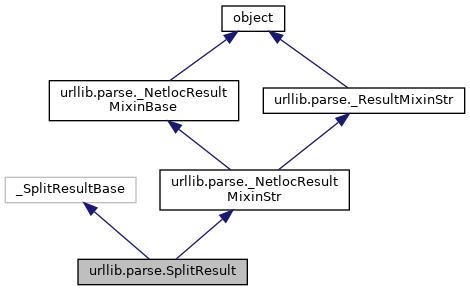 object
urllib.parse._NetlocResult
MixinBase
urllib.parse._ResultMixinStr
_SplitResultBase
urllib.parse._NetlocResult
MixinStr
urllib.parse.SplitResult